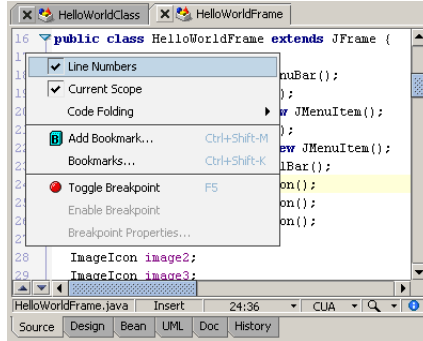 HelloWorldClass HelloWorldFrame
16 public class HelloWorldFrame extends JFrame {
Line Numbers
nuBar();
Current Scope
);
Code Folding
w JMenuItem();
);
Add Bookmark... Ctrl+Shift-M
ew JMenuItem();
Bookmarks... Ctrl+Shift-K
lBar();
Toggle Breakpoint F5
on();
Enable Breakpoint
on();
Breakpoint Properties...
on();
28 ImageIcon image2;
29 ImageIcon image3;
HelloWorldFrame.java Insert 24:36 CUA
Source Design Bean UML Doc History